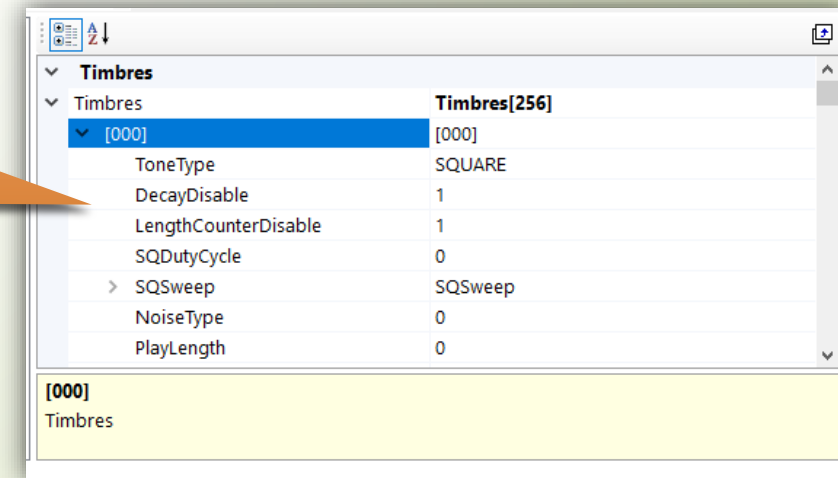 Timbres
Timbres Timbres[256]
[000] [000]
ToneType SQUARE
DecayDisable 1
LengthCounterDisable 1
SQDutyCycle 0
SQSweep SQSweep
NoiseType 0
PlayLength 0
[000]
Timbres